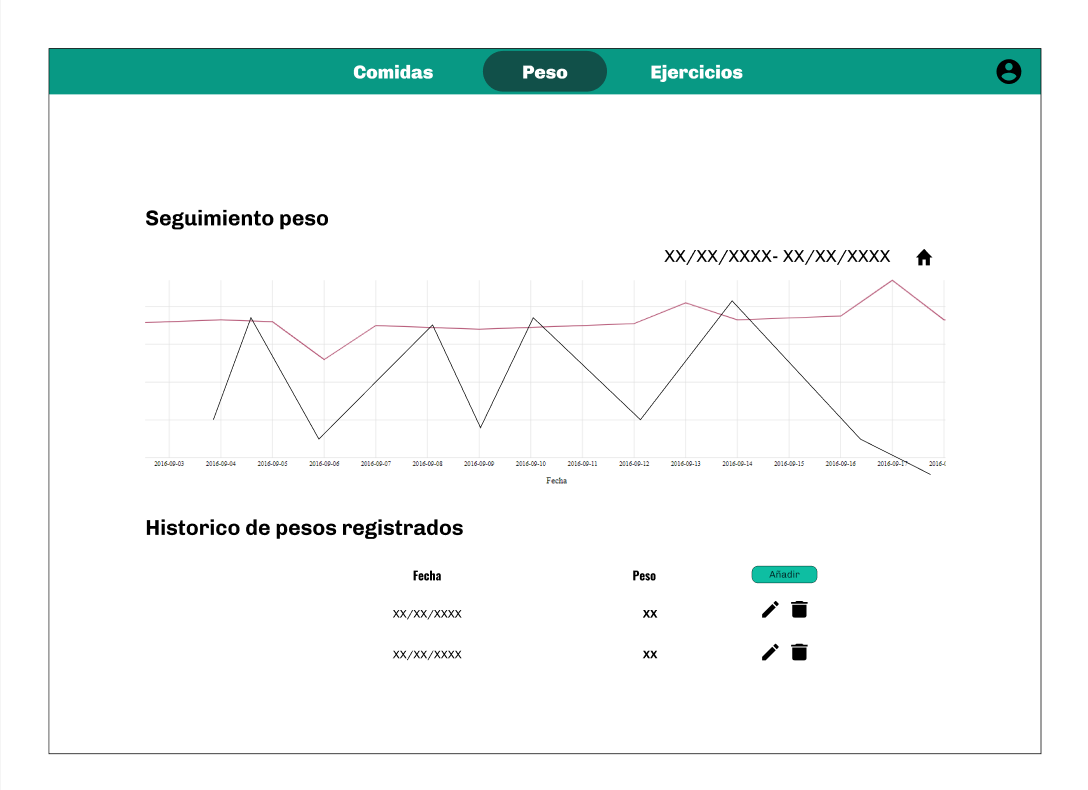 Comidas Peso Ejercicios
Seguimiento peso
XX/XX/XXXX- XX/XX/XXXX
2016-09-03 2016-09-04 2016-09-05 2016-09-06 2016-09-07 2016-09-08 2016-09-09 2016-09-10 2016-09-11 2016-09-12 2016-09-13 2016-09-14 2016-09-15 2016-09-16 2016-09-17 2016-
Fecha
Historico de pesos registrados
Fecha Peso Añadir
XX/XX/XXXX XX
XX/XX/XXXX XX